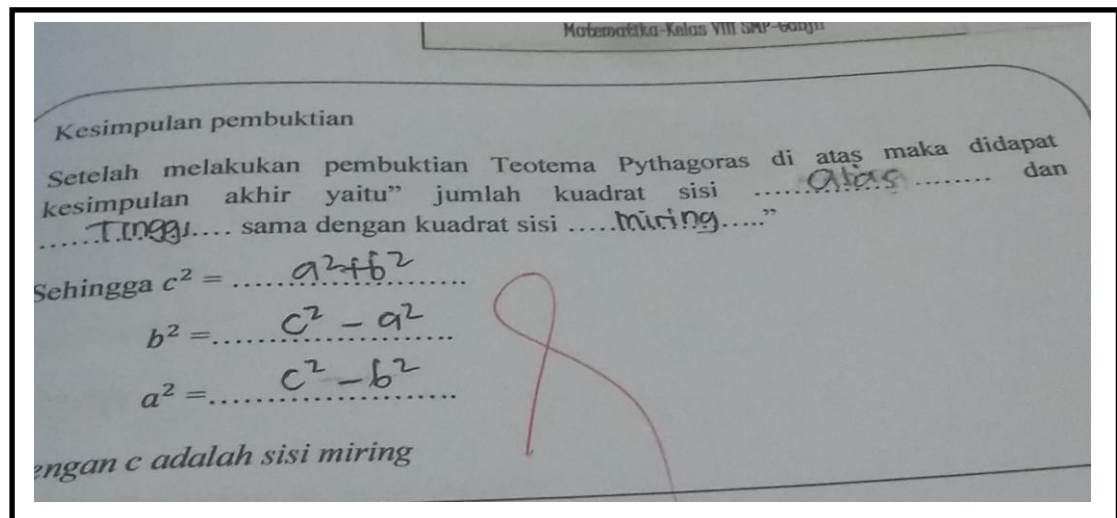 Matematika-Kelas VIII SMP-Ganjil
Kesimpulan pembuktian
Setelah melakukan pembuktian Teotema Pythagoras di atas maka didapat
kesimpulan akhir yaitu” jumlah kuadrat sisi .....alas........ dan
......Tinggi.... sama dengan kuadrat sisi .....miring.....”
Sehingga c² = ......a²+b².........
b² =.......c² - a².........
a² =.......c² - b².........
engan c adalah sisi miring